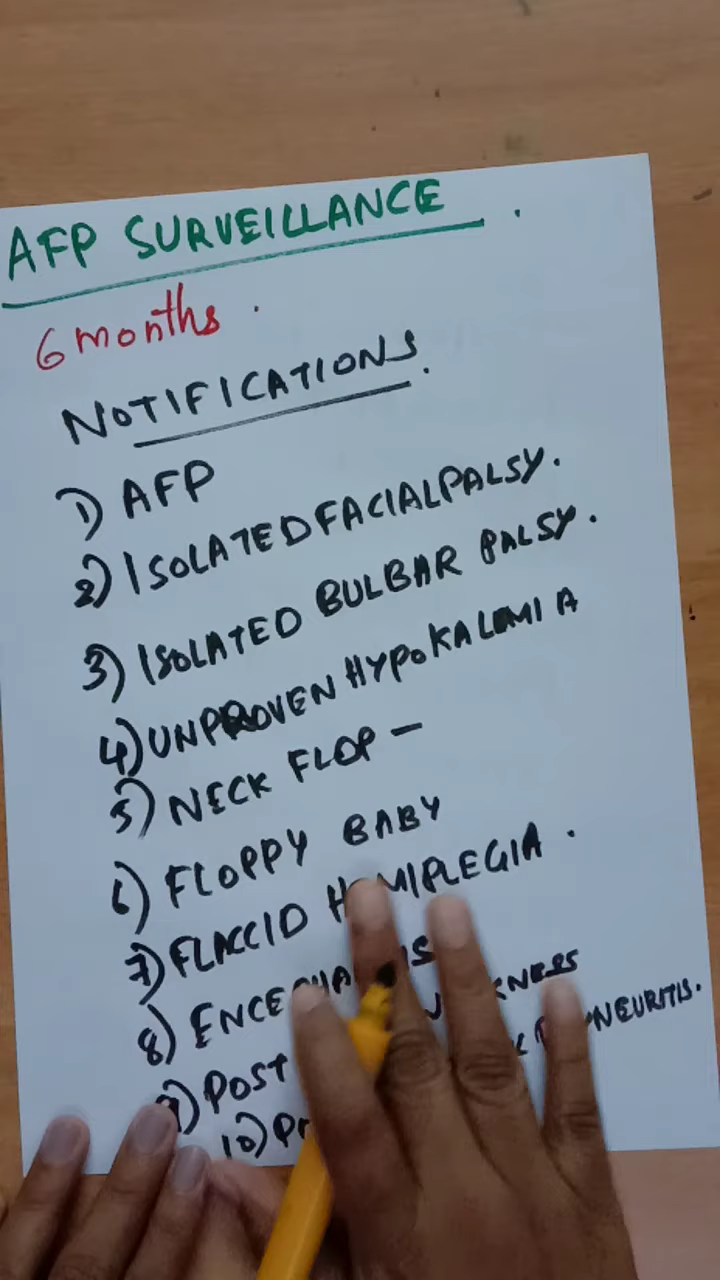 AFP SURVEILLANCE.
6 months.
NOTIFICATIONS.
1) AFP
2) ISOLATED FACIAL PALSY.
3) ISOLATED BULBAR PALSY.
4) UNPROVEN HYPOKALEMIA
5) NECK FLOP -
6) FLOPPY BABY
7) FLACCID HEMIPLEGIA.
8)
9) POST
10)